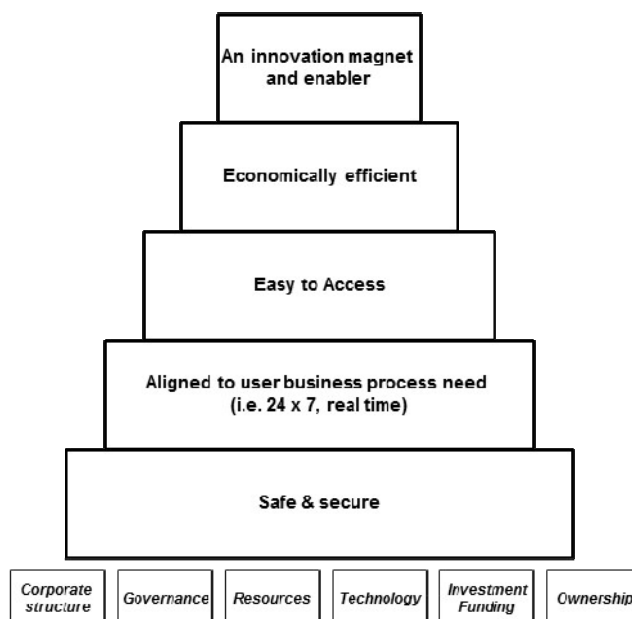 An innovation magnet
and enabler
Economically efficient
Easy to Access
Aligned to user business process need
(i.e. 24 x 7, real time)
Safe & secure
Corporate
structure
Governance
Resources
Technology
Investment
Funding
Ownership